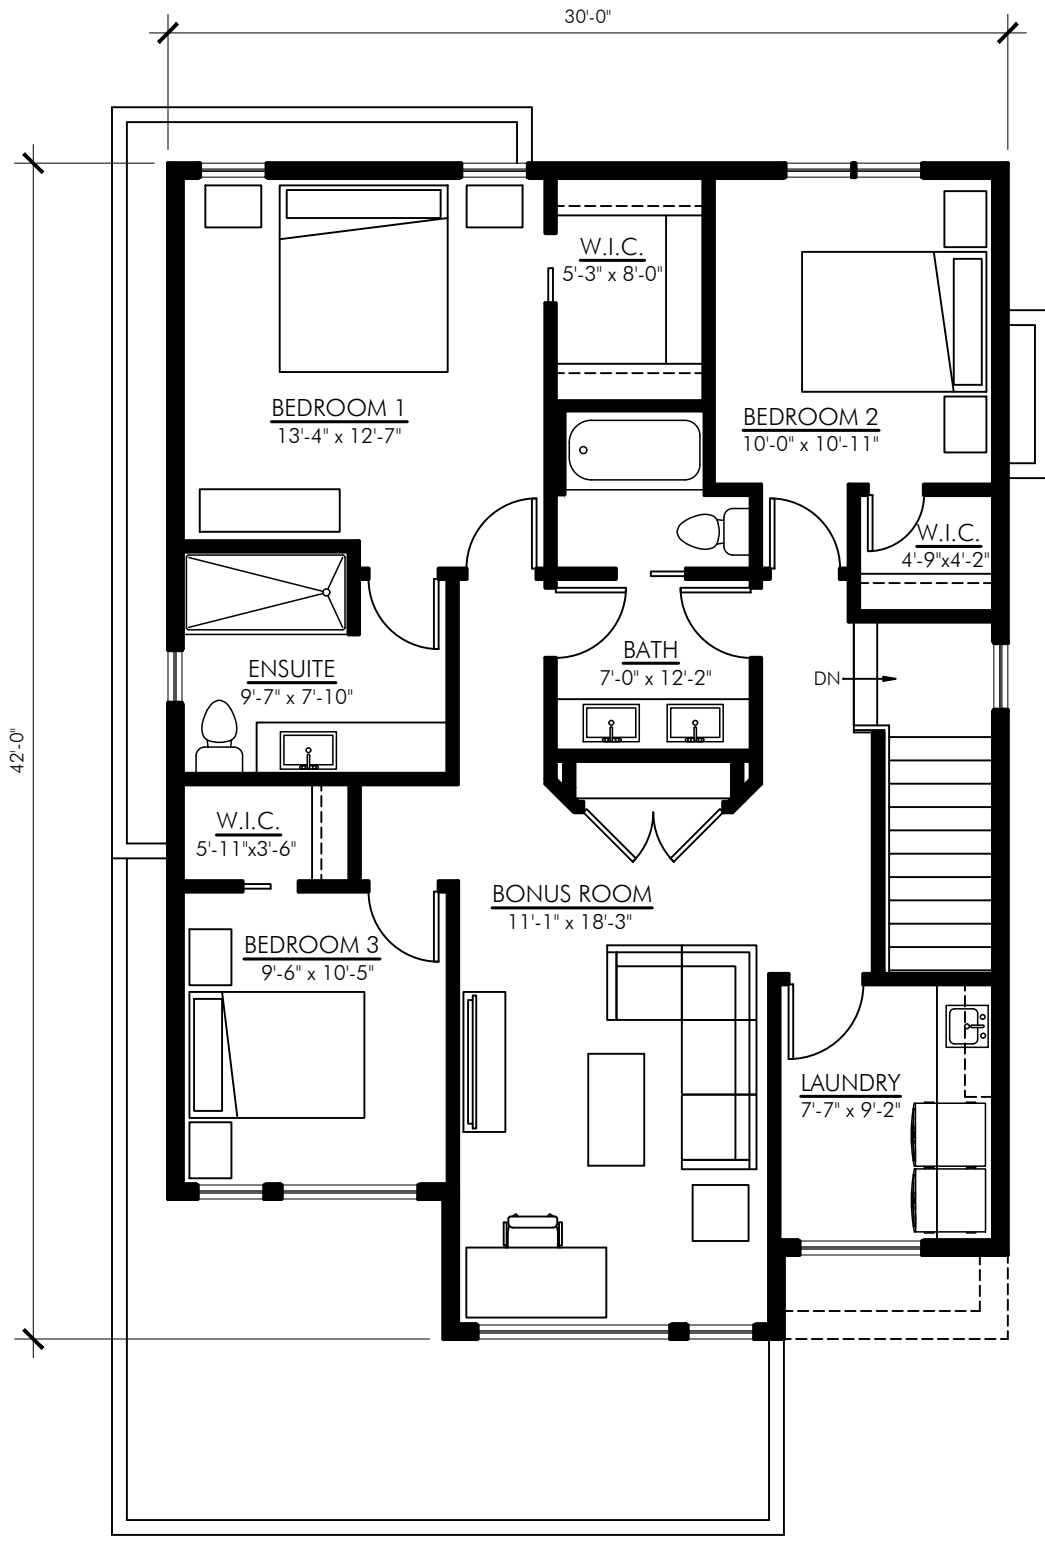 30'-0"
W.I.C.
5'-3" x 8'-0"
BEDROOM 1
13'-4" x 12'-7"
BEDROOM 2
10'-0" x 10'-11"
W.I.C.
4'-9"x4'-2"
BATH
7'-0" x 12'-2"
ENSUITE
9'-7" x 7'-10"
DN
42'-0"
W.I.C.
5'-11"x3'-6"
BONUS ROOM
11'-1" x 18'-3"
BEDROOM 3
9'-6" x 10'-5"
LAUNDRY
7'-7" x 9'-2"